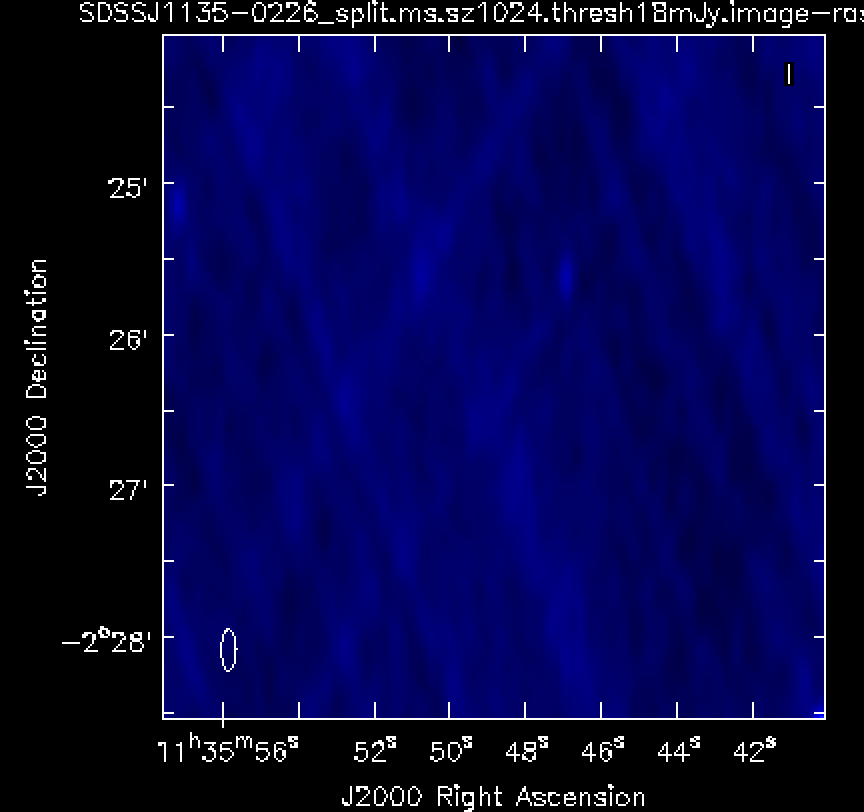 SDSSJ1135-0226_split.ms.sz1024.thresh18mJy.image-ras
I
25'
26'
27'
-2°28'
J2000 Declination
11h35m56s 52s 50s 48s 46s 44s 42s
J2000 Right Ascension